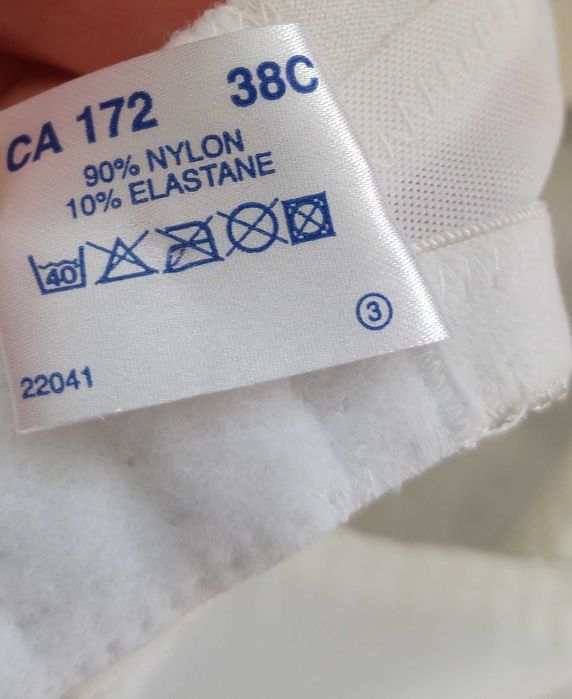 CA 172 38C
90% NYLON
10% ELASTANE
40
3
22041